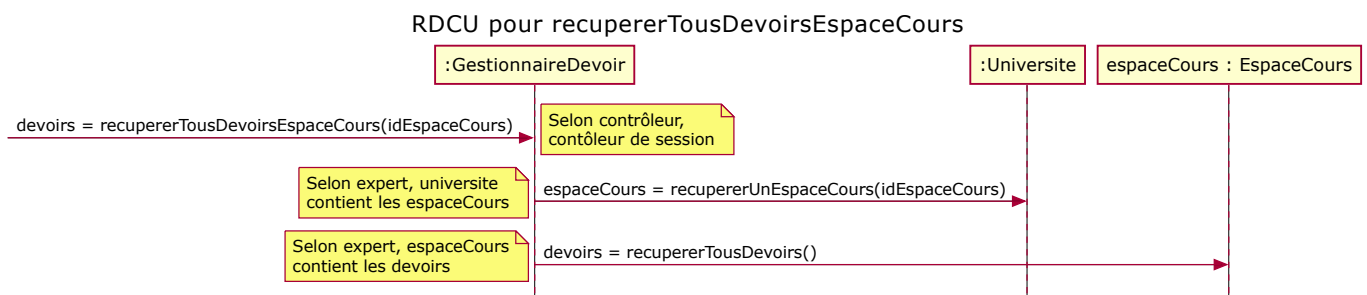 RDCU pour recupererTousDevoirsEspaceCours
:GestionnaireDevoir
:Universite
espaceCours : EspaceCours
devoirs = recupererTousDevoirsEspaceCours(idEspaceCours)
Selon contrôleur,
contôleur de session
Selon expert, universite
contient les espaceCours
espaceCours = recupererUnEspaceCours(idEspaceCours)
Selon expert, espaceCours
contient les devoirs
devoirs = recupererTousDevoirs()